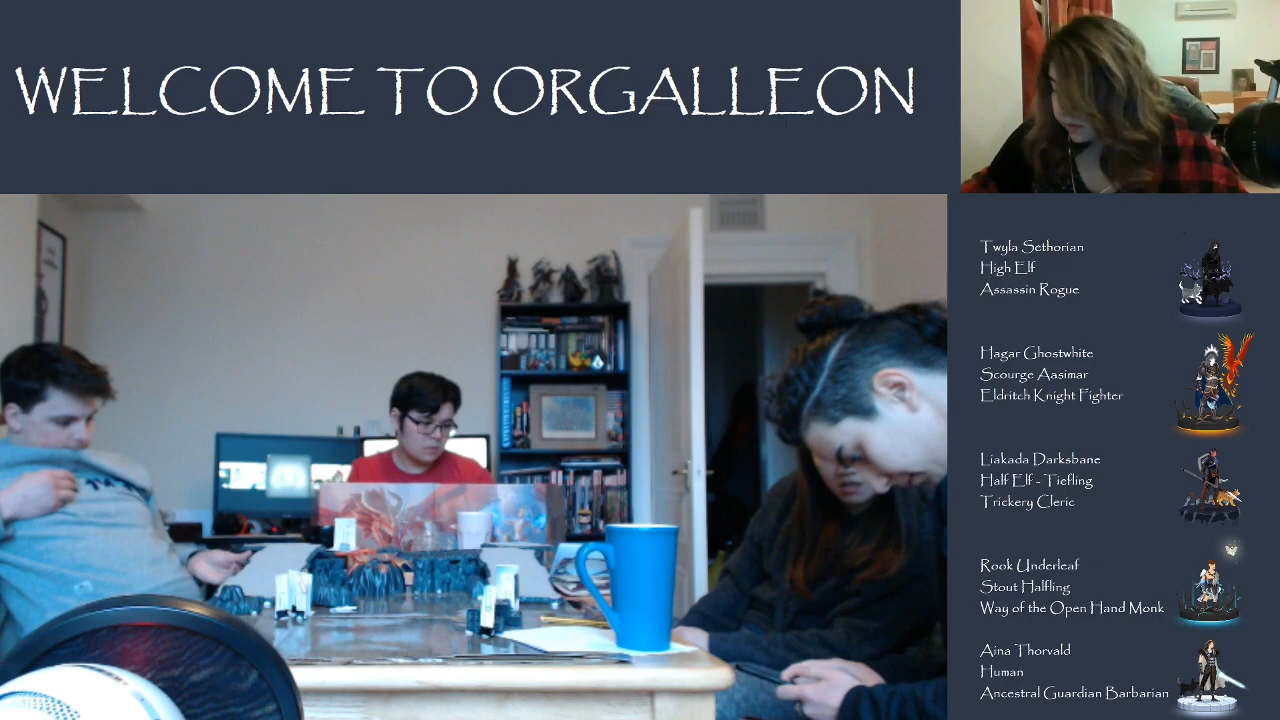 WELCOME TO ORGALLEON
Twyla Sethorian
High Elf
Assassin Rogue
Hagar Ghostwhite
Scourge Aasimar
Eldritch Knight Fighter
Liakada Darksbane
Half Elf - Tiefling
Trickery Cleric
Rook Underleaf
Stout Halfling
Way of the Open Hand Monk
Aina Thorvald
Human
Ancestral Guardian Barbarian